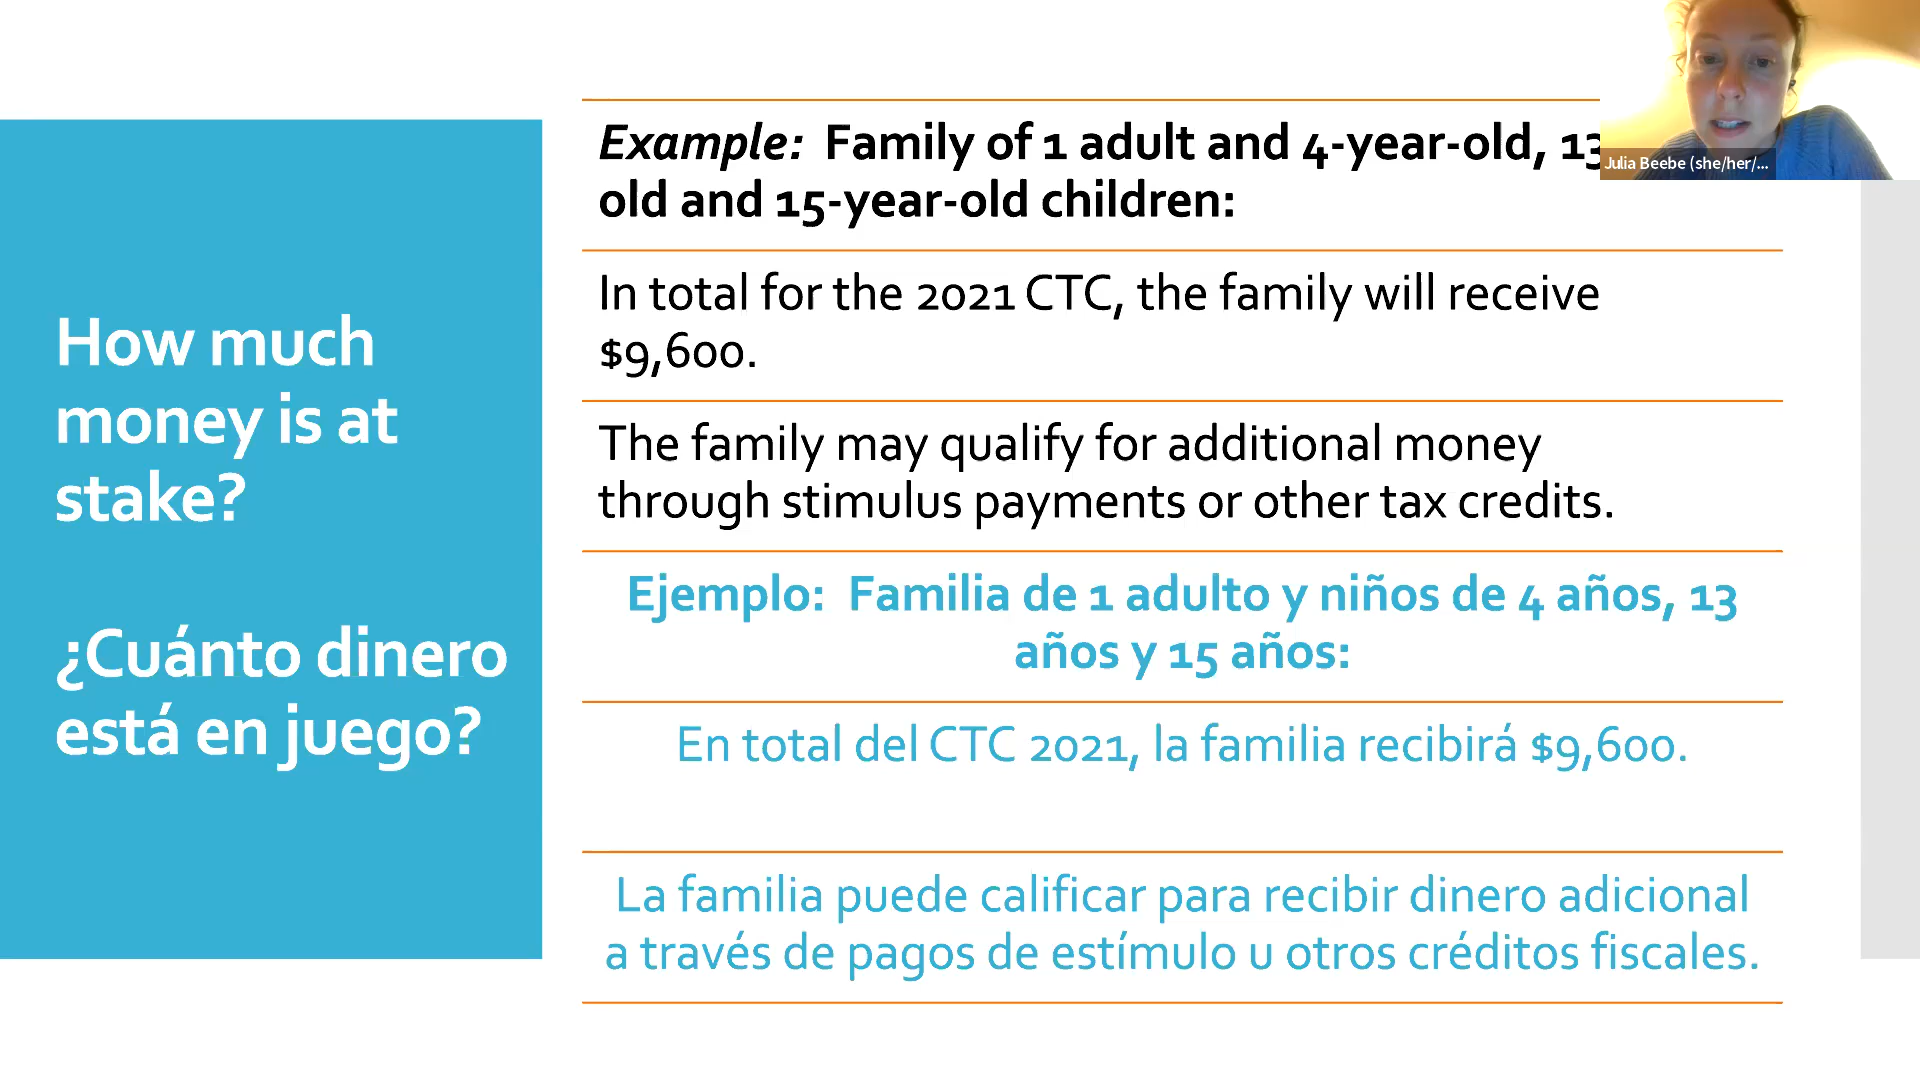 How much
money is at
stake?
¿Cuánto dinero
está en juego?
Example: Family of 1 adult and 4-year-old, 13
old and 15-year-old children:
In total for the 2021 CTC, the family will receive
$9,600.
The family may qualify for additional money
through stimulus payments or other tax credits.
Ejemplo: Familia de 1 adulto y niños de 4 años, 13
años y 15 años:
En total del CTC 2021, la familia recibirá $9,600.
La familia puede calificar para recibir dinero adicional
a través de pagos de estímulo u otros créditos fiscales.
Julia Beebe (she/her/...